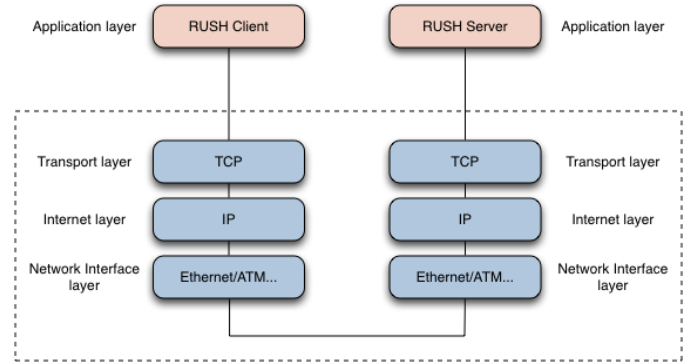 Application layer RUSH Client RUSH Server Application layer
Transport layer TCP TCP Transport layer
Internet layer IP IP Internet layer
Network Interface Ethernet/ATM... Ethernet/ATM... Network Interface
layer layer